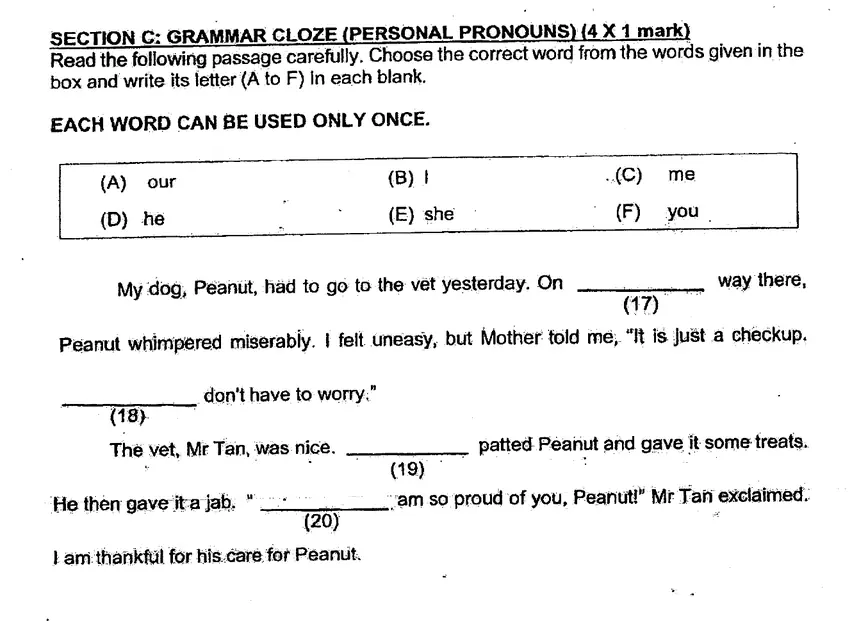 SECTION C: GRAMMAR CLOZE (PERSONAL PRONOUNS) (4 X 1 mark)
Read the following passage carefully. Choose the correct word from the words given in the
box and write its letter (A to F) in each blank.
EACH WORD CAN BE USED ONLY ONCE.
(A) our (B) I (C) me
(D) he (E) she (F) you
My dog, Peanut, had to go to the vet yesterday. On __________ way there,
(17)
Peanut whimpered miserably. I felt uneasy, but Mother told me, "It is just a checkup.
__________ don't have to worry."
(18)
The vet, Mr Tan, was nice. __________ patted Peanut and gave it some treats.
(19)
He then gave it a jab. " __________ am so proud of you, Peanut!" Mr Tan exclaimed.
(20)
I am thankful for his care for Peanut.